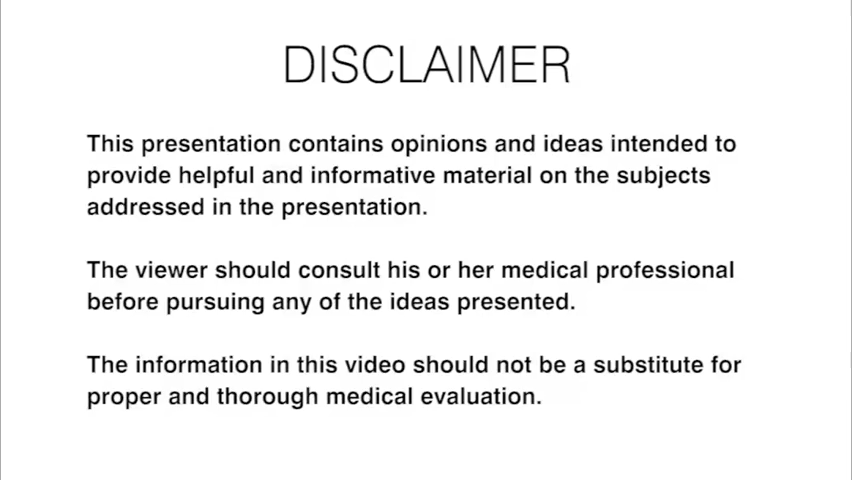 DISCLAIMER
This presentation contains opinions and ideas intended to
provide helpful and informative material on the subjects
addressed in the presentation.
The viewer should consult his or her medical professional
before pursuing any of the ideas presented.
The information in this video should not be a substitute for
proper and thorough medical evaluation.